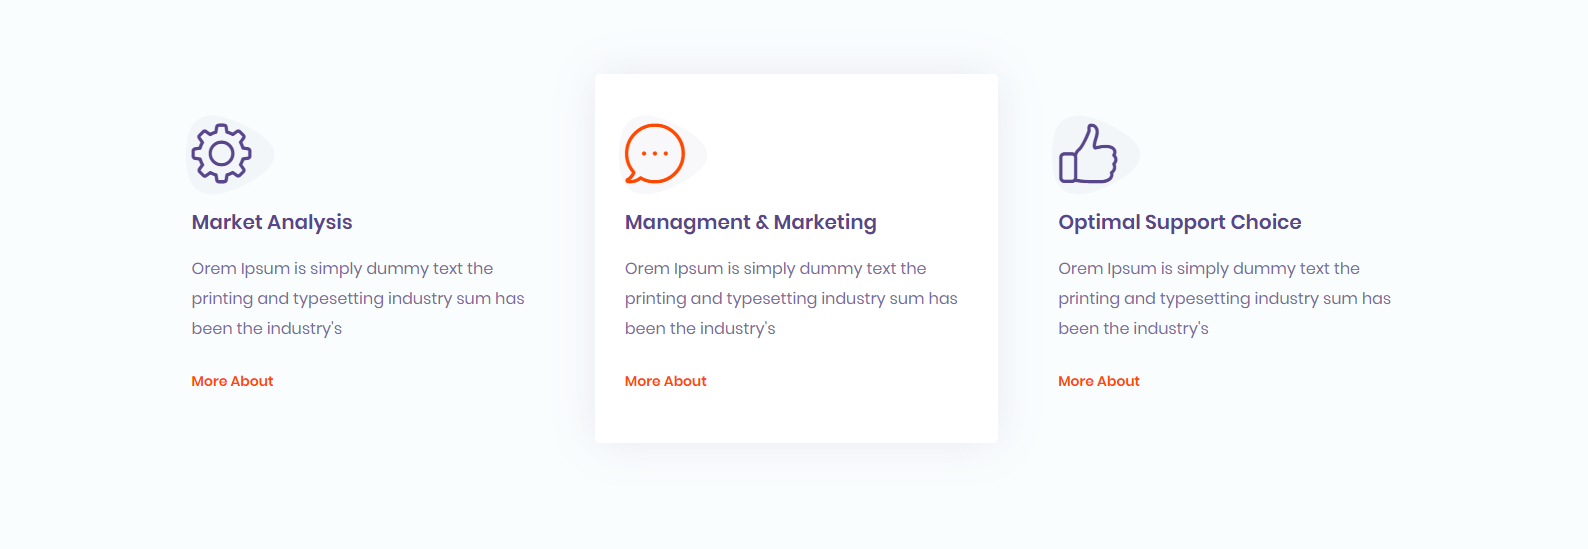 Market Analysis
Orem Ipsum is simply dummy text the
printing and typesetting industry sum has
been the industry's
More About
Managment & Marketing
Orem Ipsum is simply dummy text the
printing and typesetting industry sum has
been the industry's
More About
Optimal Support Choice
Orem Ipsum is simply dummy text the
printing and typesetting industry sum has
been the industry's
More About